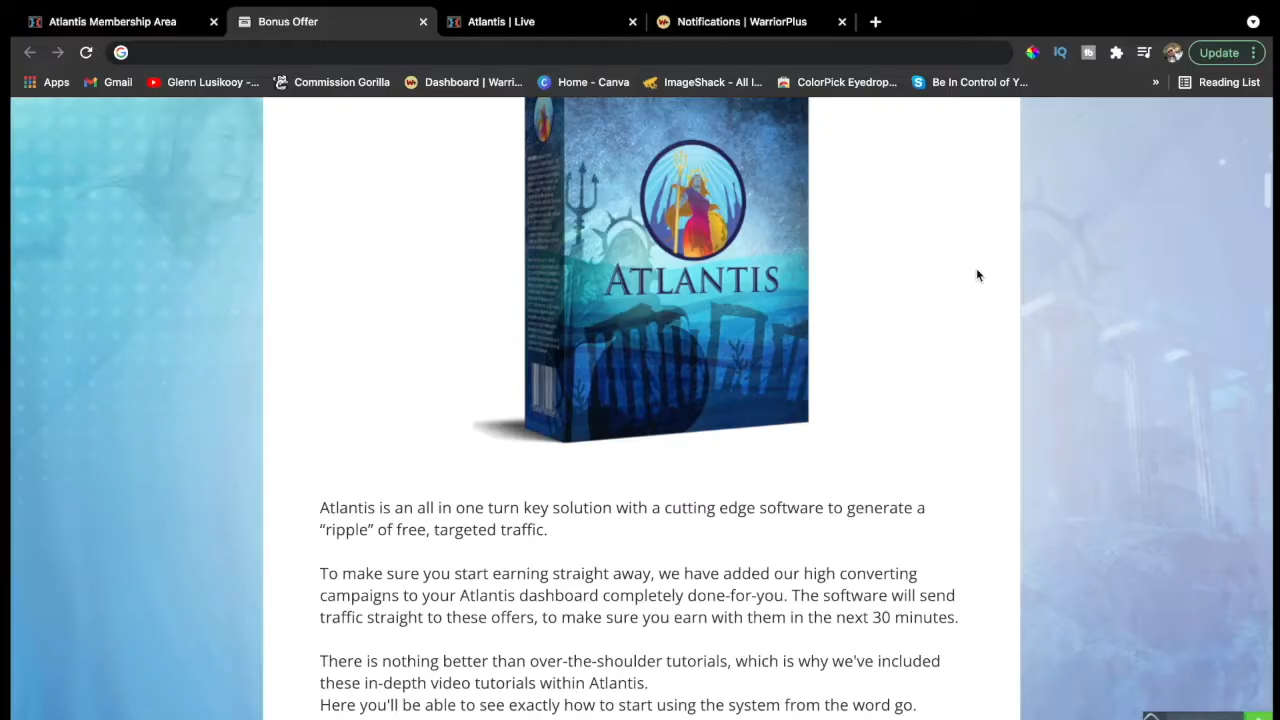 Atlantis Membership Area
Bonus Offer
Atlantis | Live
Notifications | WarriorPlus
Update
Apps
Gmail
Glenn Lusikooy -...
Commission Gorilla
Dashboard | Warri...
Home - Canva
ImageShack - All I...
ColorPick Eyedrop...
Be In Control of Y...
»
Reading List
ATLANTIS
Atlantis is an all in one turn key solution with a cutting edge software to generate a
“ripple” of free, targeted traffic.
To make sure you start earning straight away, we have added our high converting
campaigns to your Atlantis dashboard completely done-for-you. The software will send
traffic straight to these offers, to make sure you earn with them in the next 30 minutes.
There is nothing better than over-the-shoulder tutorials, which is why we've included
these in-depth video tutorials within Atlantis.
Here you'll be able to see exactly how to start using the system from the word go.